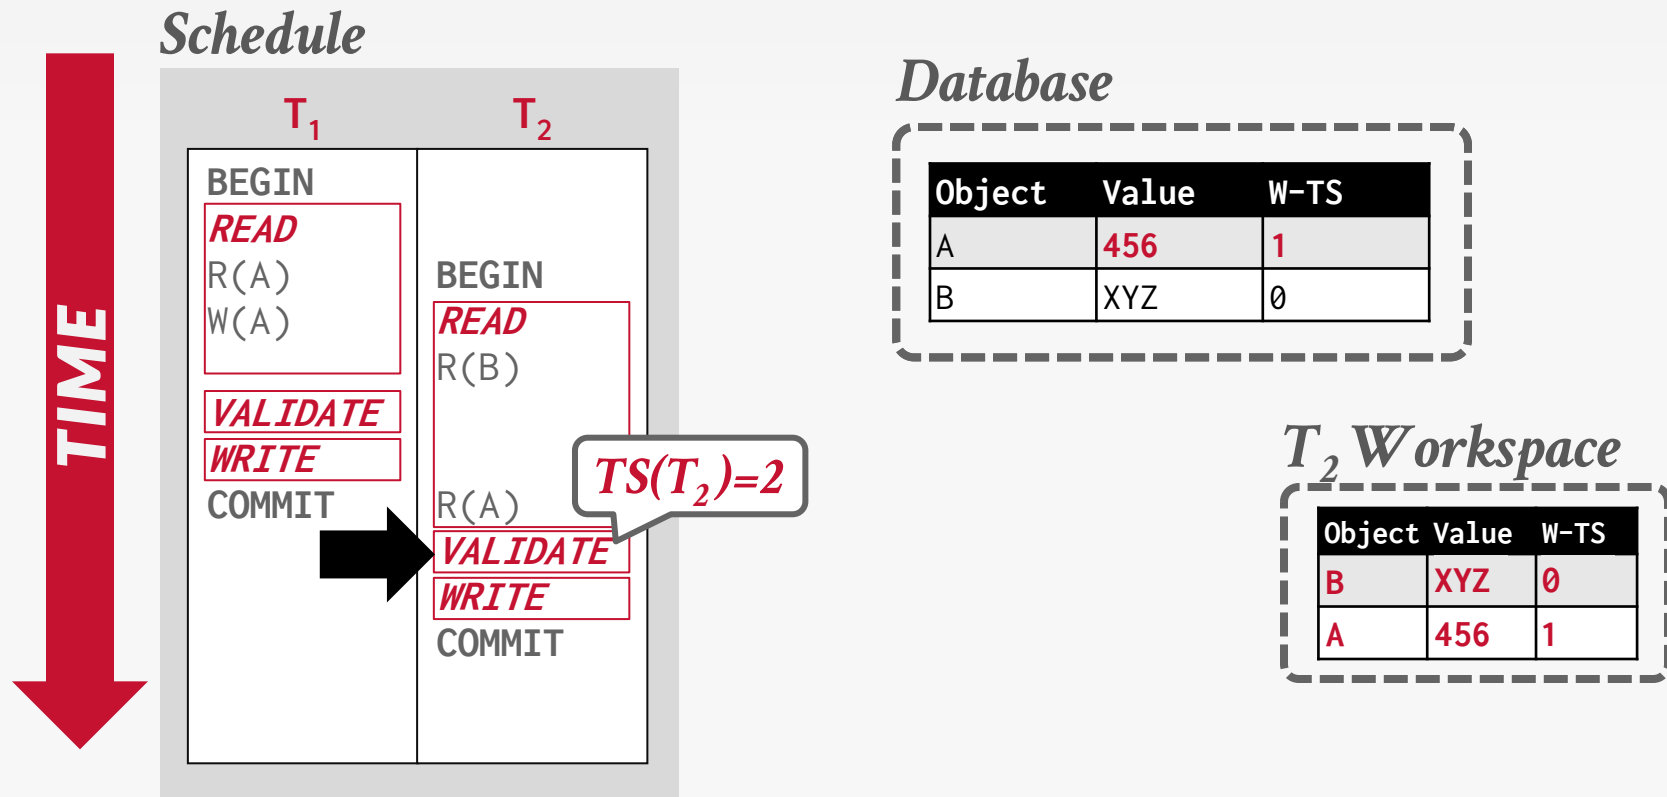 Schedule
TIME
T1 T2
BEGIN
READ
R(A)
W(A)
VALIDATE
WRITE
COMMIT
BEGIN
READ
R(B)
R(A)
VALIDATE
WRITE
COMMIT
TS(T2)=2
Database
Object Value W-TS
A 456 1
B XYZ 0
T2 Workspace
Object Value W-TS
B XYZ 0
A 456 1